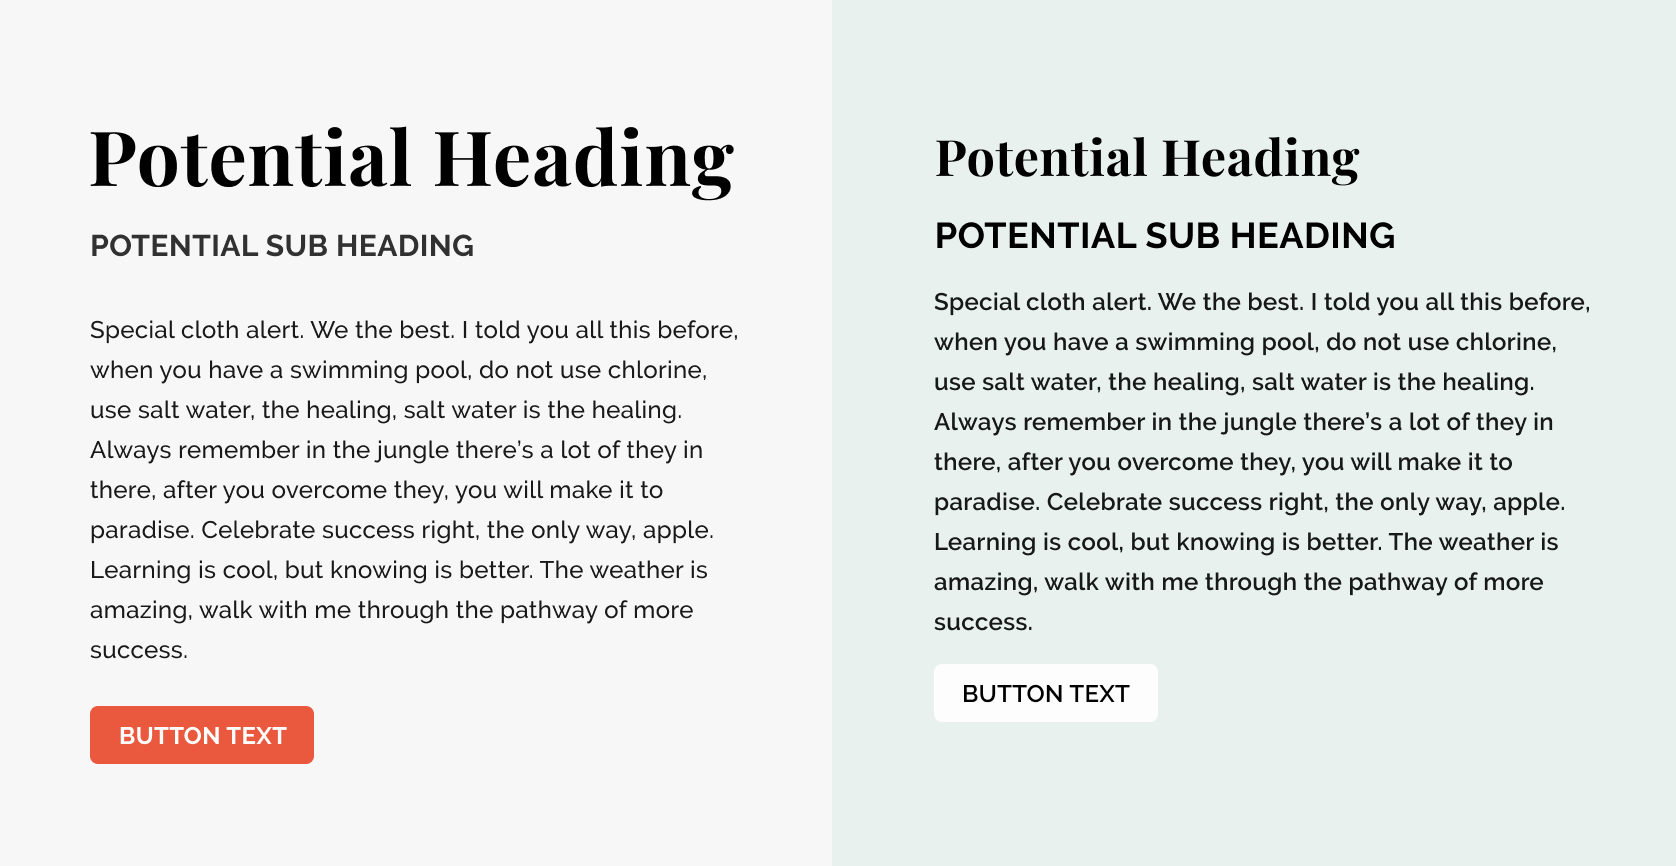 Potential Heading
POTENTIAL SUB HEADING
Special cloth alert. We the best. I told you all this before,
when you have a swimming pool, do not use chlorine,
use salt water, the healing, salt water is the healing.
Always remember in the jungle there’s a lot of they in
there, after you overcome they, you will make it to
paradise. Celebrate success right, the only way, apple.
Learning is cool, but knowing is better. The weather is
amazing, walk with me through the pathway of more
success.
BUTTON TEXT
Potential Heading
POTENTIAL SUB HEADING
Special cloth alert. We the best. I told you all this before,
when you have a swimming pool, do not use chlorine,
use salt water, the healing, salt water is the healing.
Always remember in the jungle there’s a lot of they in
there, after you overcome they, you will make it to
paradise. Celebrate success right, the only way, apple.
Learning is cool, but knowing is better. The weather is
amazing, walk with me through the pathway of more
success.
BUTTON TEXT